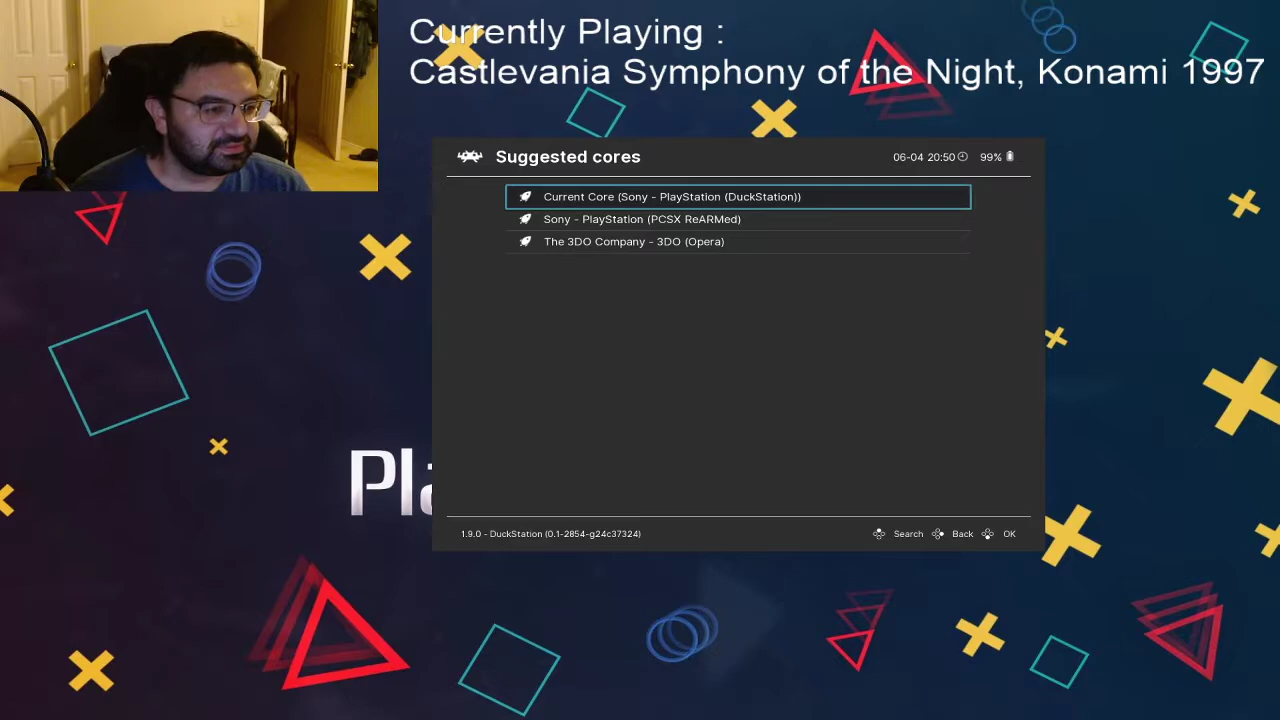 Currently Playing :
Castlevania Symphony of the Night, Konami 1997
Suggested cores
06-04 20:50 99%
Current Core (Sony - PlayStation (DuckStation))
Sony - PlayStation (PCSX ReARMed)
The 3DO Company - 3DO (Opera)
Pla
1.9.0 - DuckStation (0.1-2854-g24c37324)
Search Back OK